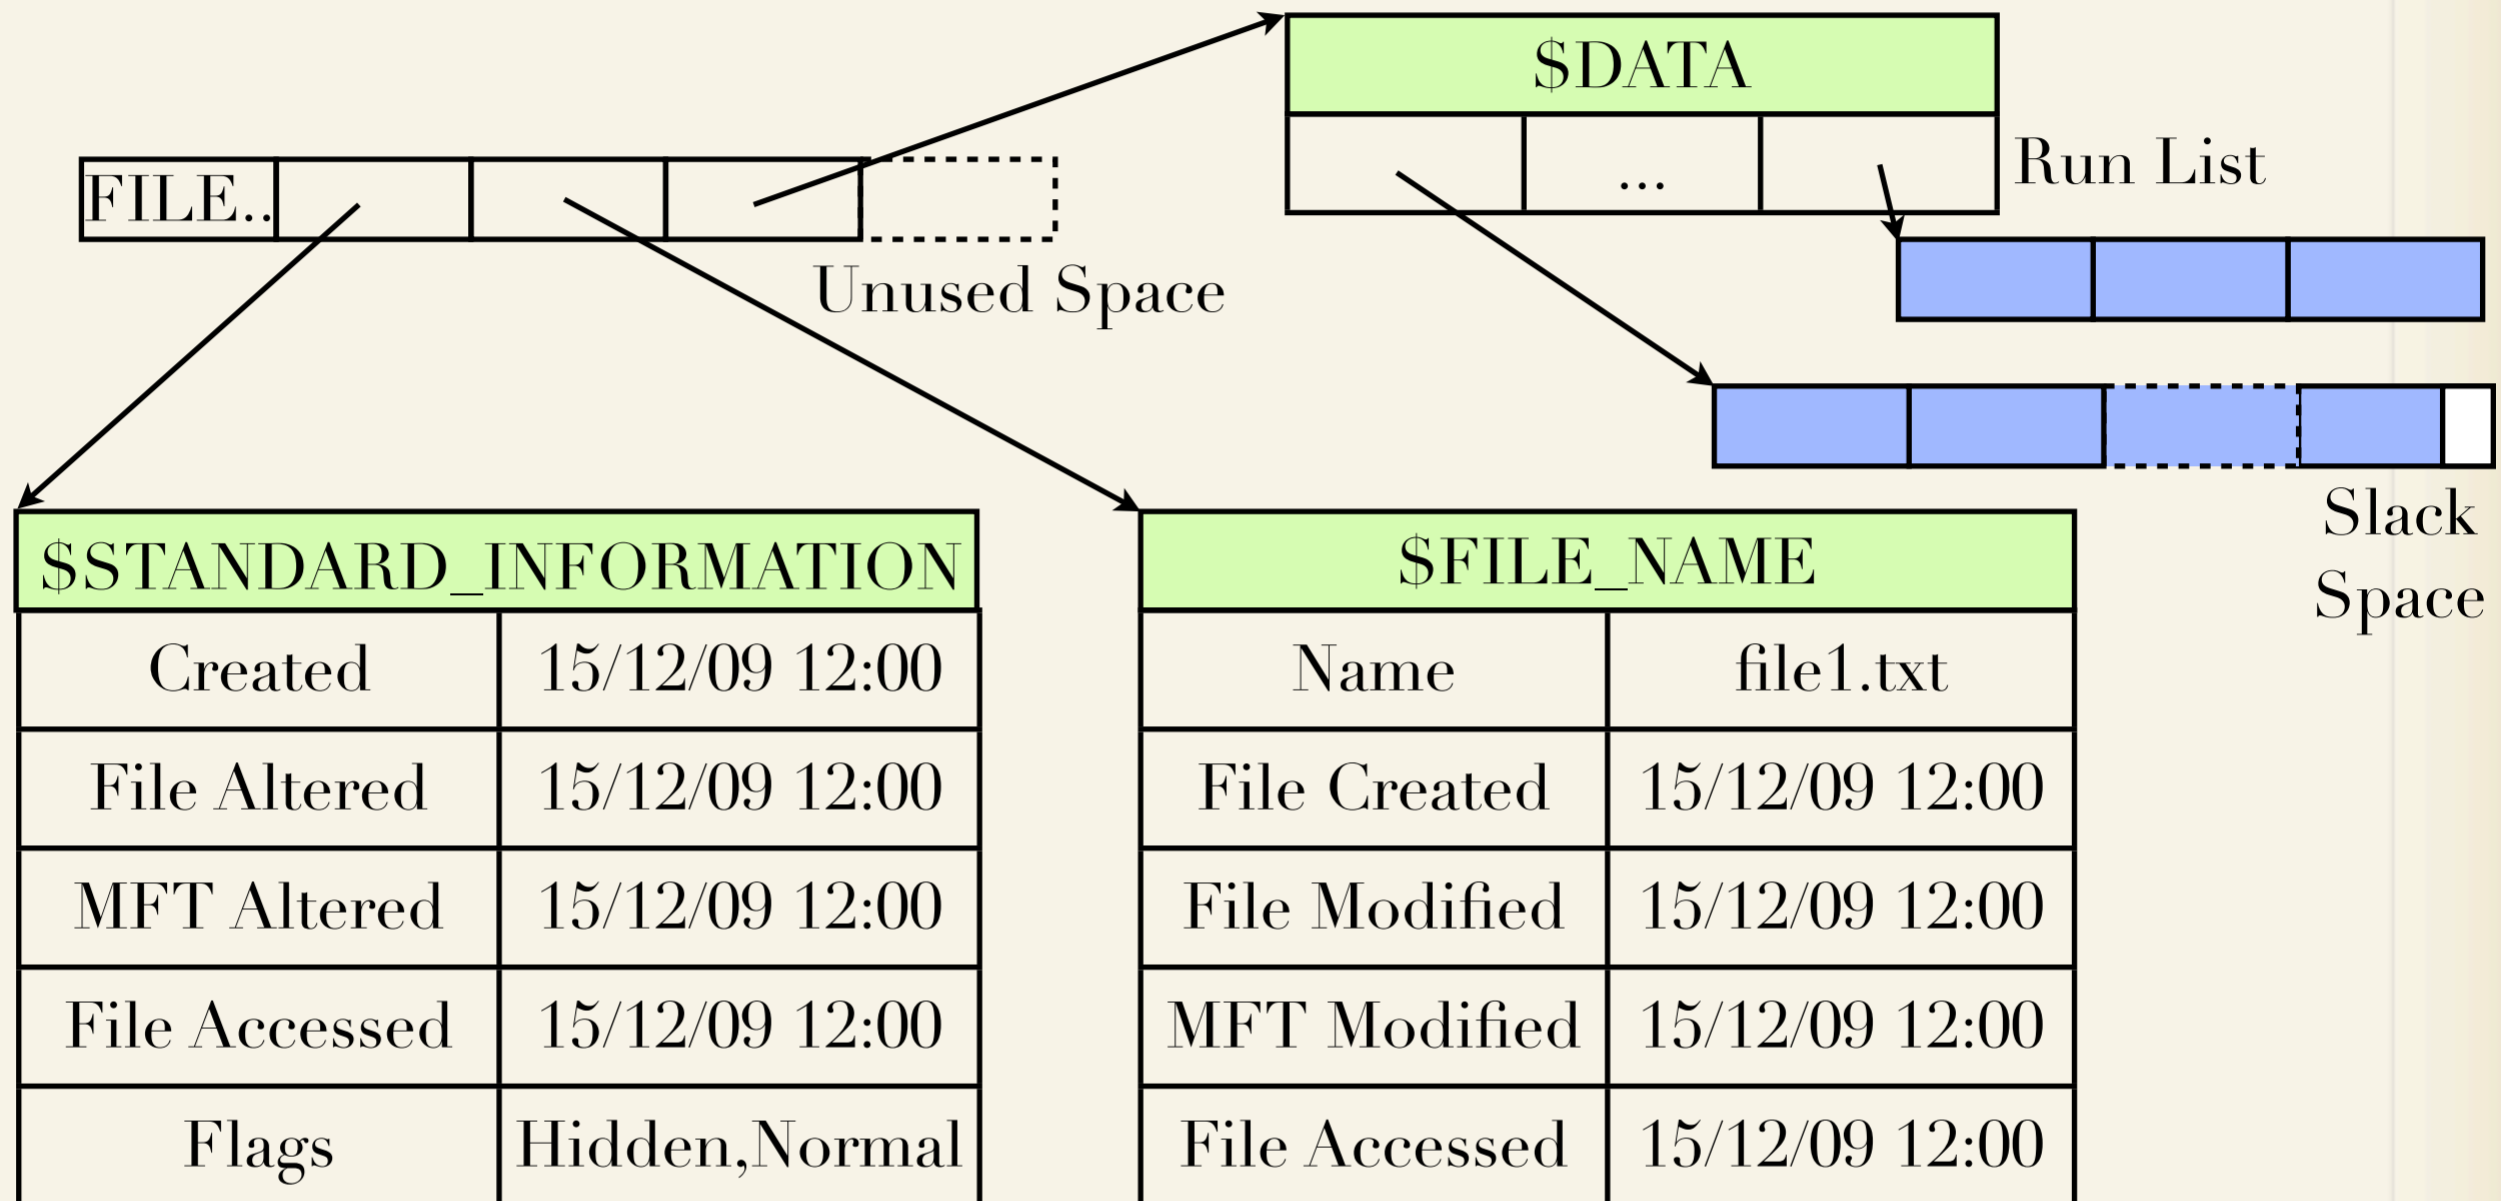 $DATA
FILE..
...
Run List
Unused Space
Slack
Space
$STANDARD_INFORMATION
Created 15/12/09 12:00
File Altered 15/12/09 12:00
MFT Altered 15/12/09 12:00
File Accessed 15/12/09 12:00
Flags Hidden,Normal
$FILE_NAME
Name file1.txt
File Created 15/12/09 12:00
File Modified 15/12/09 12:00
MFT Modified 15/12/09 12:00
File Accessed 15/12/09 12:00